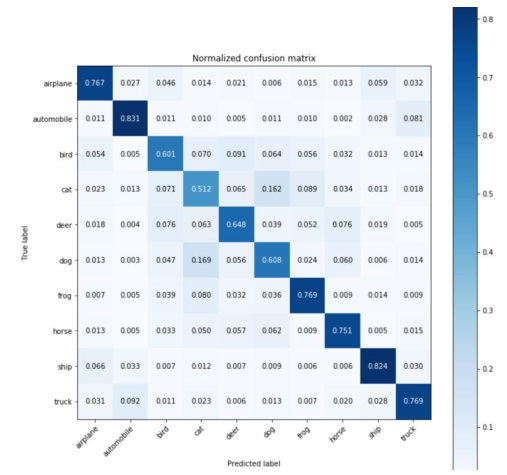 Normalized confusion matrix
airplane 0.767 0.027 0.046 0.014 0.021 0.006 0.015 0.013 0.059 0.032
automobile 0.011 0.831 0.011 0.010 0.005 0.011 0.010 0.002 0.028 0.081
bird 0.054 0.005 0.601 0.070 0.091 0.064 0.056 0.032 0.013 0.014
cat 0.023 0.013 0.071 0.512 0.065 0.162 0.089 0.034 0.013 0.018
deer 0.018 0.004 0.076 0.063 0.648 0.039 0.052 0.076 0.019 0.005
dog 0.013 0.003 0.047 0.169 0.056 0.608 0.024 0.060 0.006 0.014
frog 0.007 0.005 0.039 0.080 0.032 0.036 0.769 0.009 0.014 0.009
horse 0.013 0.005 0.033 0.050 0.057 0.062 0.009 0.751 0.005 0.015
ship 0.066 0.033 0.007 0.012 0.007 0.009 0.006 0.006 0.824 0.030
truck 0.031 0.092 0.011 0.023 0.006 0.013 0.007 0.020 0.028 0.769
airplane automobile bird cat deer dog frog horse ship truck
Predicted label
True label
0.8
0.7
0.6
0.5
0.4
0.3
0.2
0.1